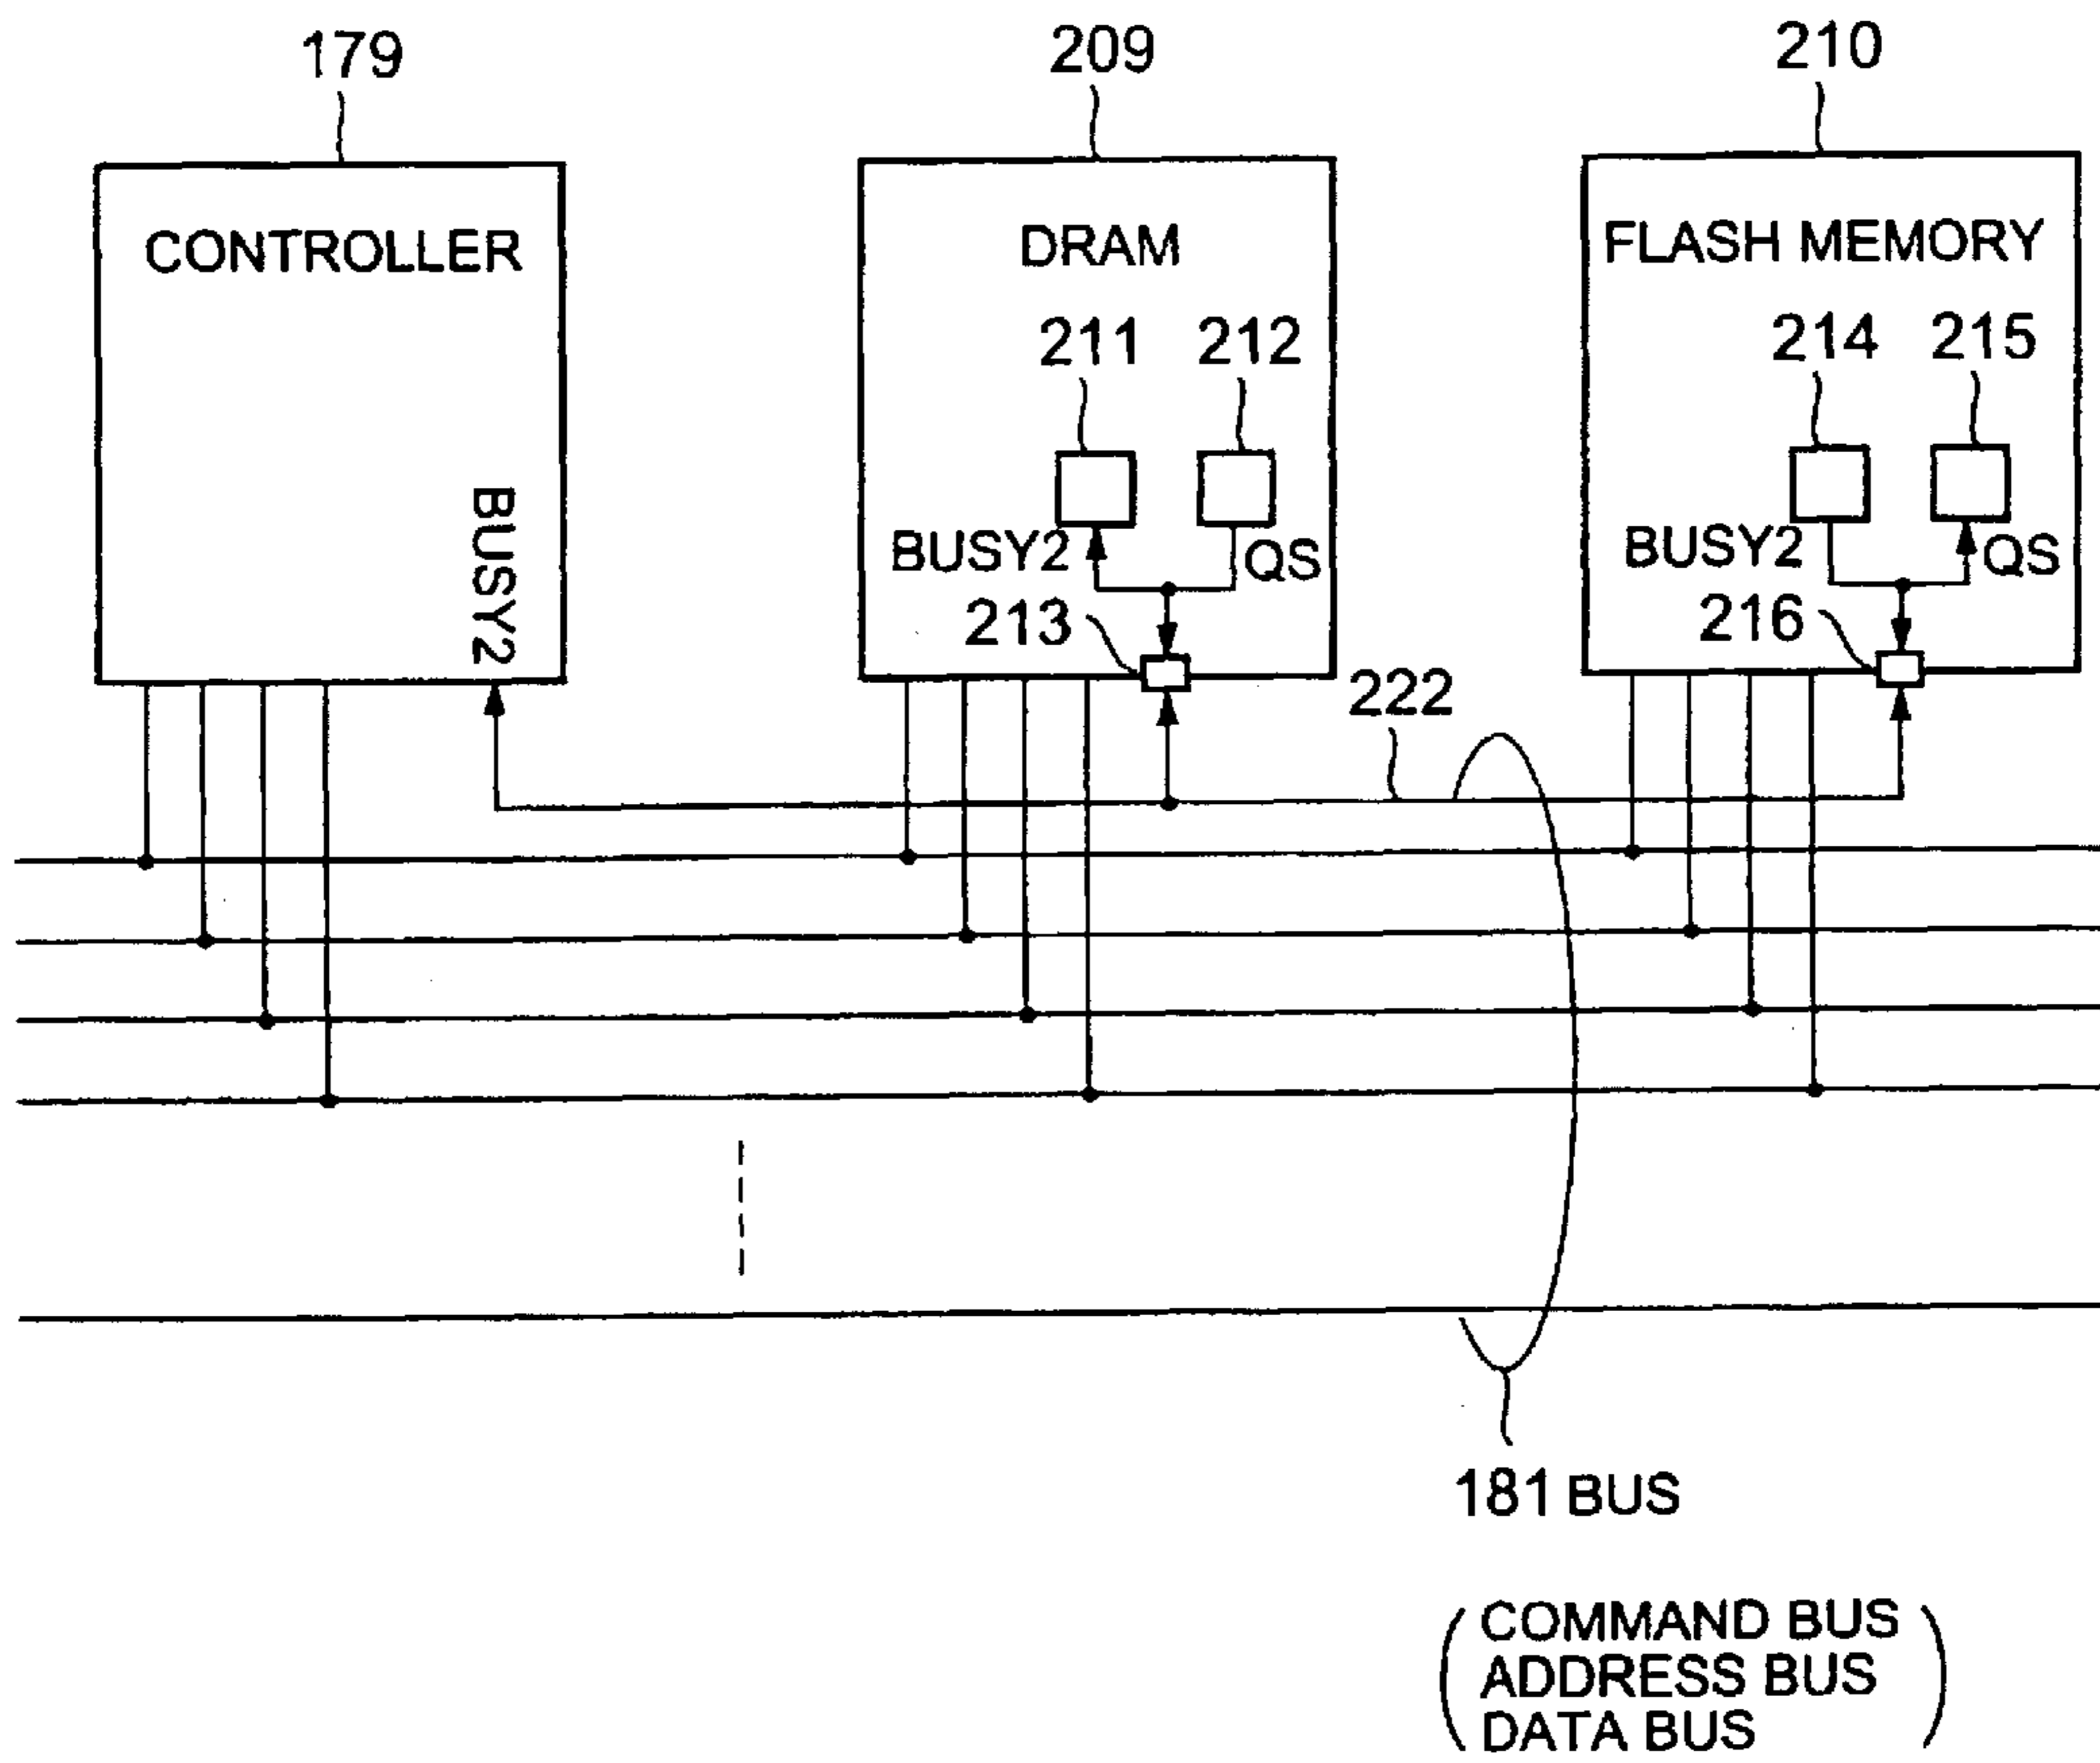 179
209
210
CONTROLLER
DRAM
FLASH MEMORY
211
212
214
215
BUSY2
BUSY2
QS
BUSY2
QS
213
216
222
181 BUS
COMMAND BUS
ADDRESS BUS
DATA BUS